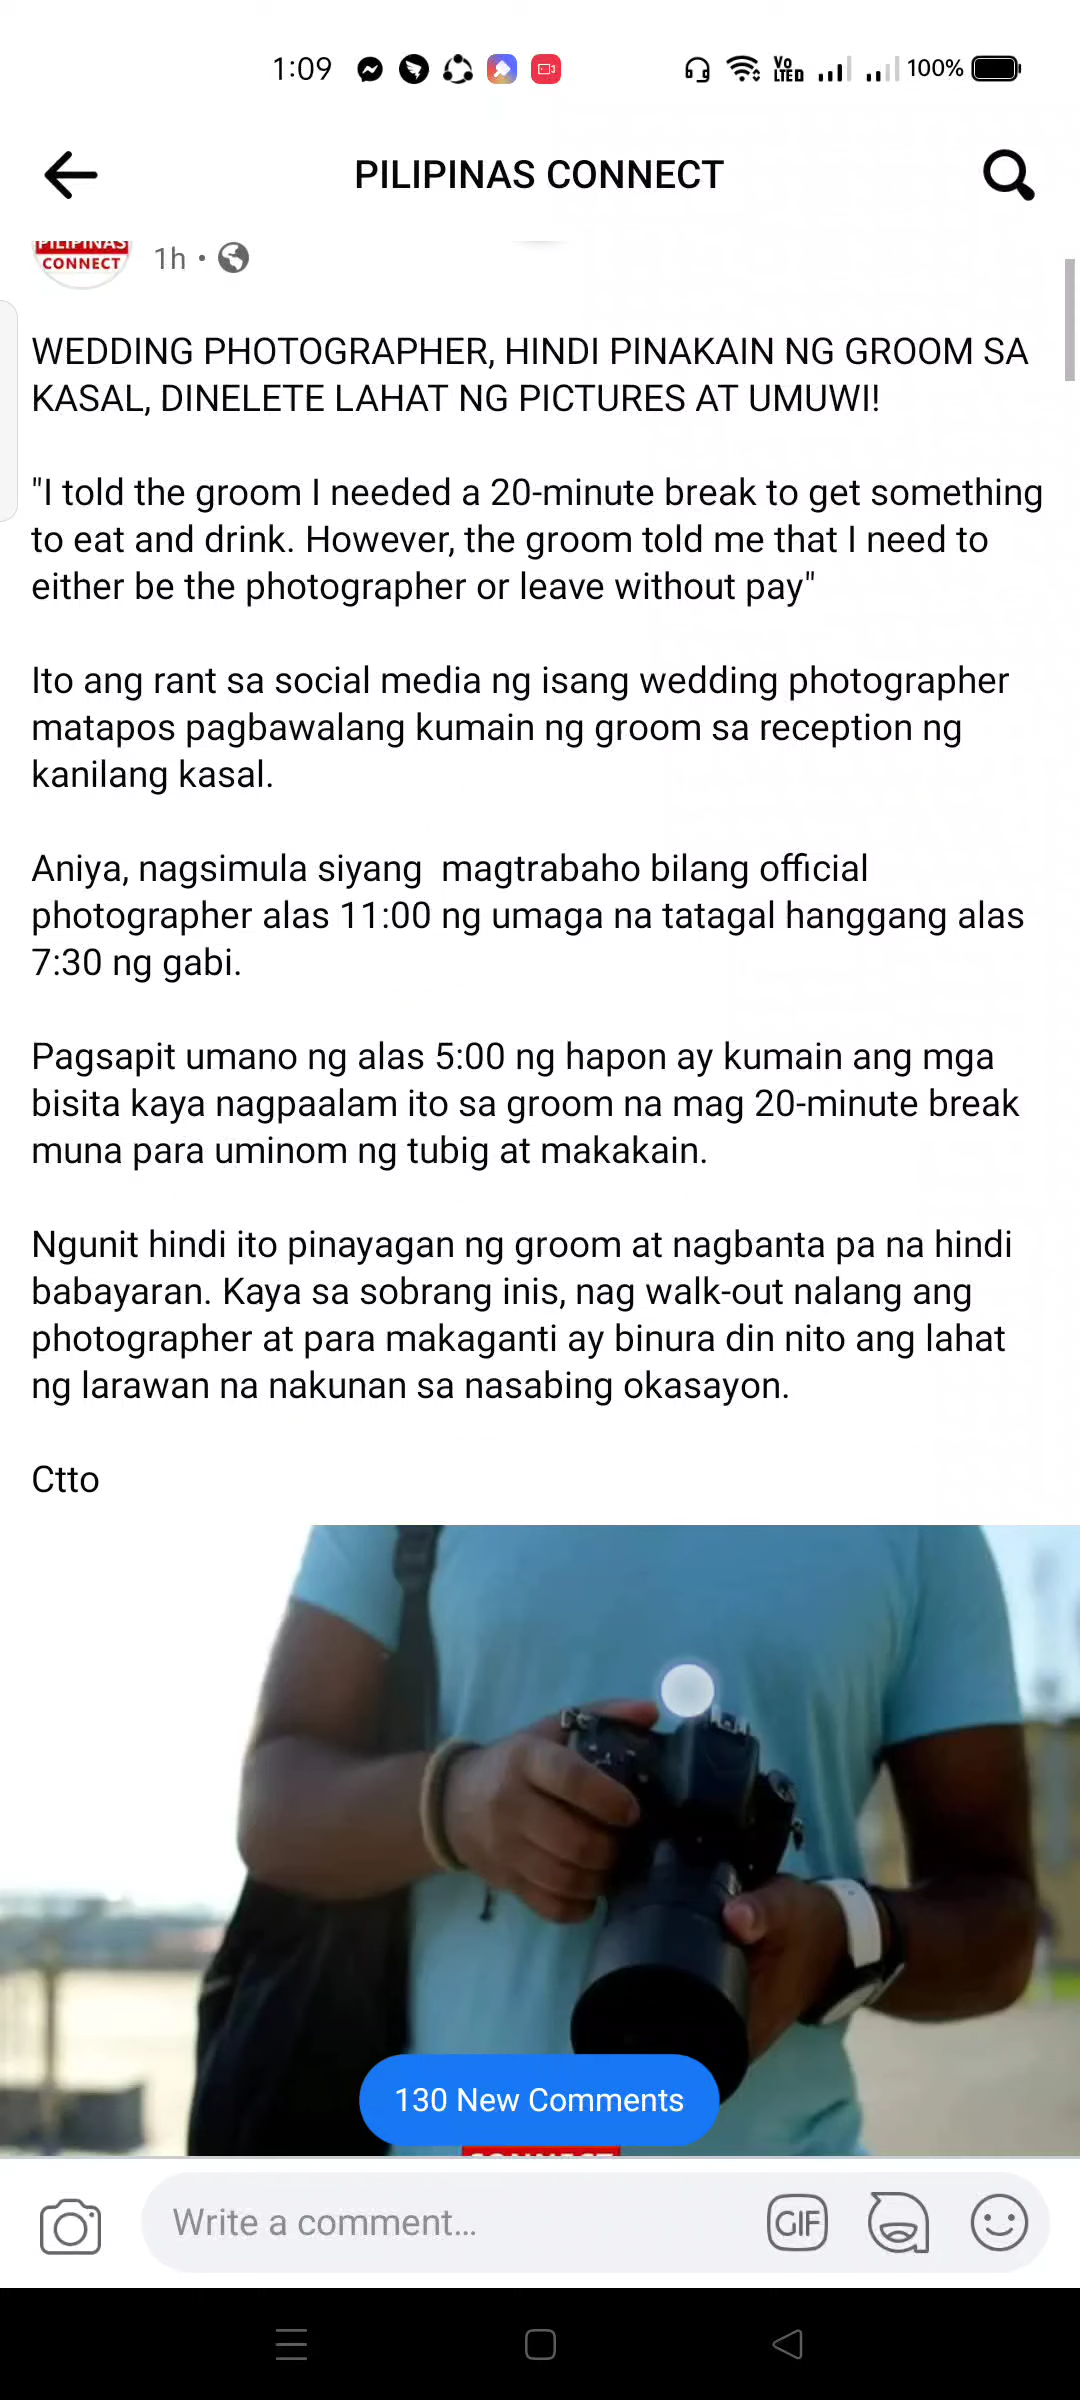 1:09
Vo
LTED
100%
PILIPINAS CONNECT
PILIPINAS
CONNECT
1h
WEDDING PHOTOGRAPHER, HINDI PINAKAIN NG GROOM SA
KASAL, DINELETE LAHAT NG PICTURES AT UMUWI!
"I told the groom I needed a 20-minute break to get something
to eat and drink. However, the groom told me that I need to
either be the photographer or leave without pay"
Ito ang rant sa social media ng isang wedding photographer
matapos pagbawalang kumain ng groom sa reception ng
kanilang kasal.
Aniya, nagsimula siyang  magtrabaho bilang official
photographer alas 11:00 ng umaga na tatagal hanggang alas
7:30 ng gabi.
Pagsapit umano ng alas 5:00 ng hapon ay kumain ang mga
bisita kaya nagpaalam ito sa groom na mag 20-minute break
muna para uminom ng tubig at makakain.
Ngunit hindi ito pinayagan ng groom at nagbanta pa na hindi
babayaran. Kaya sa sobrang inis, nag walk-out nalang ang
photographer at para makaganti ay binura din nito ang lahat
ng larawan na nakunan sa nasabing okasayon.
Ctto
130 New Comments
CONNECT
Write a comment...
GIF